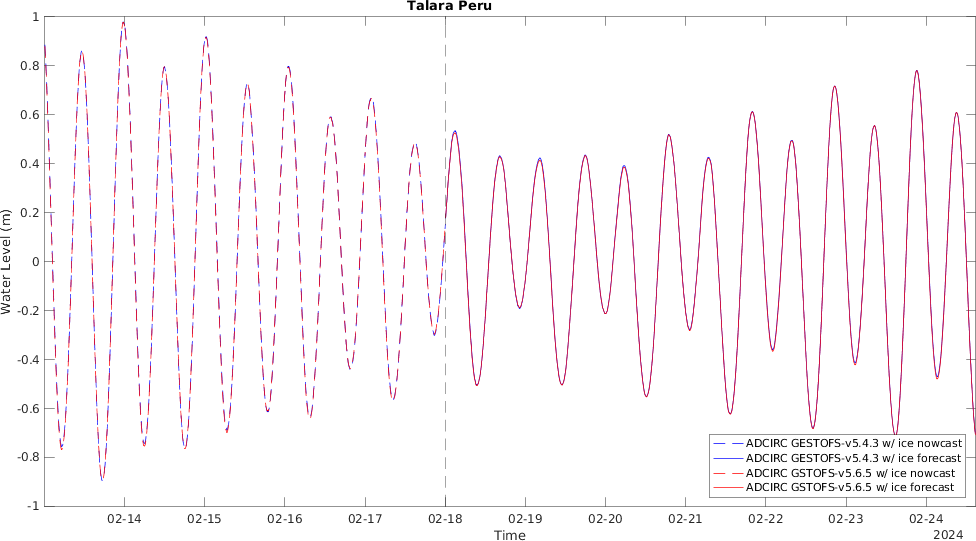 Talara Peru
1
0.8
0.6
0.4
0.2
0
-0.2
-0.4
-0.6
-0.8
-1
Water Level (m)
ADCIRC GESTOFS-v5.4.3 w/ ice nowcast
ADCIRC GESTOFS-v5.4.3 w/ ice forecast
ADCIRC GSTOFS-v5.6.5 w/ ice nowcast
ADCIRC GSTOFS-v5.6.5 w/ ice forecast
02-14 02-15 02-16 02-17 02-18 02-19 02-20 02-21 02-22 02-23 02-24
Time
2024